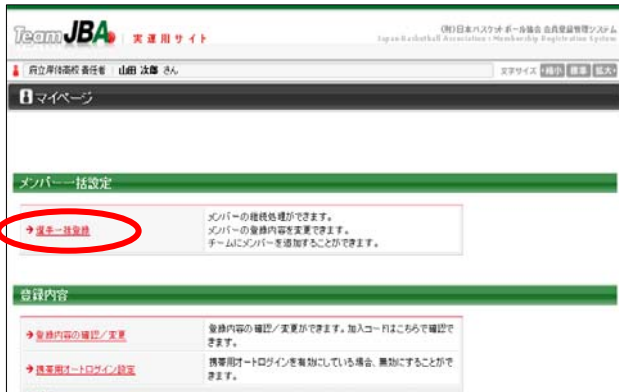 Team JBA 実運用サイト
(財)日本バスケットボール協会 会員登録管理システム
Japan Basketball Association : Membership Registration System
府立岸体高校 責任者 山田 次郎 さん
文字サイズ 縮小 標準 拡大
マイページ
メンバー一括設定
選手一括登録
メンバーの継続処理ができます。
メンバーの登録内容を変更できます。
チームにメンバーを追加することができます。
登録内容
登録内容の確認/変更
登録内容の確認/変更ができます。加入コードはこちらで確認で
きます。
携帯用オートログイン設定
携帯用オートログインを有効にしている場合、無効にすることがで
きます。